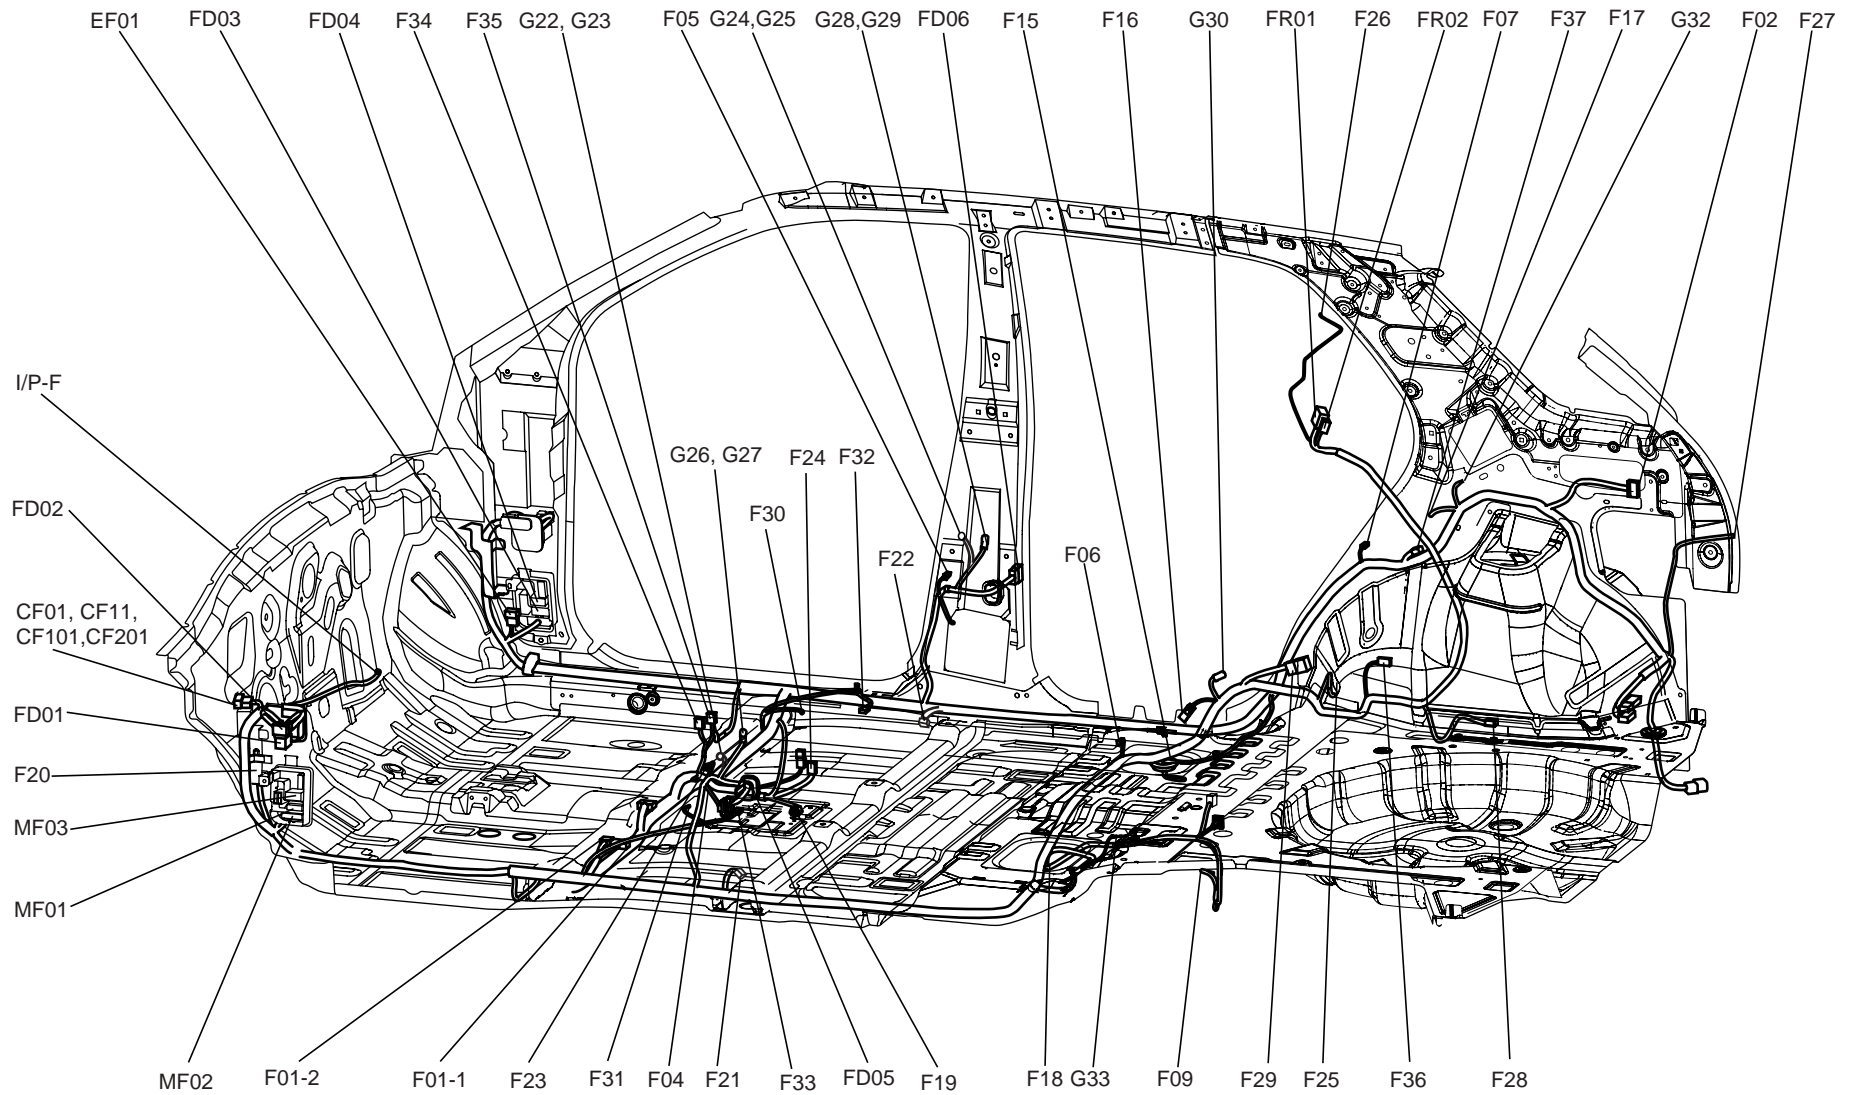 EF01 FD03 FD04 F34 F35 G22, G23 F05 G24,G25 G28,G29 FD06 F15 F16 G30 FR01 F26 FR02 F07 F37 F17 G32 F02 F27
I/P-F
G26, G27 F24 F32
FD02
F30
F22 F06
CF01, CF11,
CF101,CF201
FD01
F20
MF03
MF01
MF02 F01-2 F01-1 F23 F31 F04 F21 F33 FD05 F19 F18 G33 F09 F29 F25 F36 F28